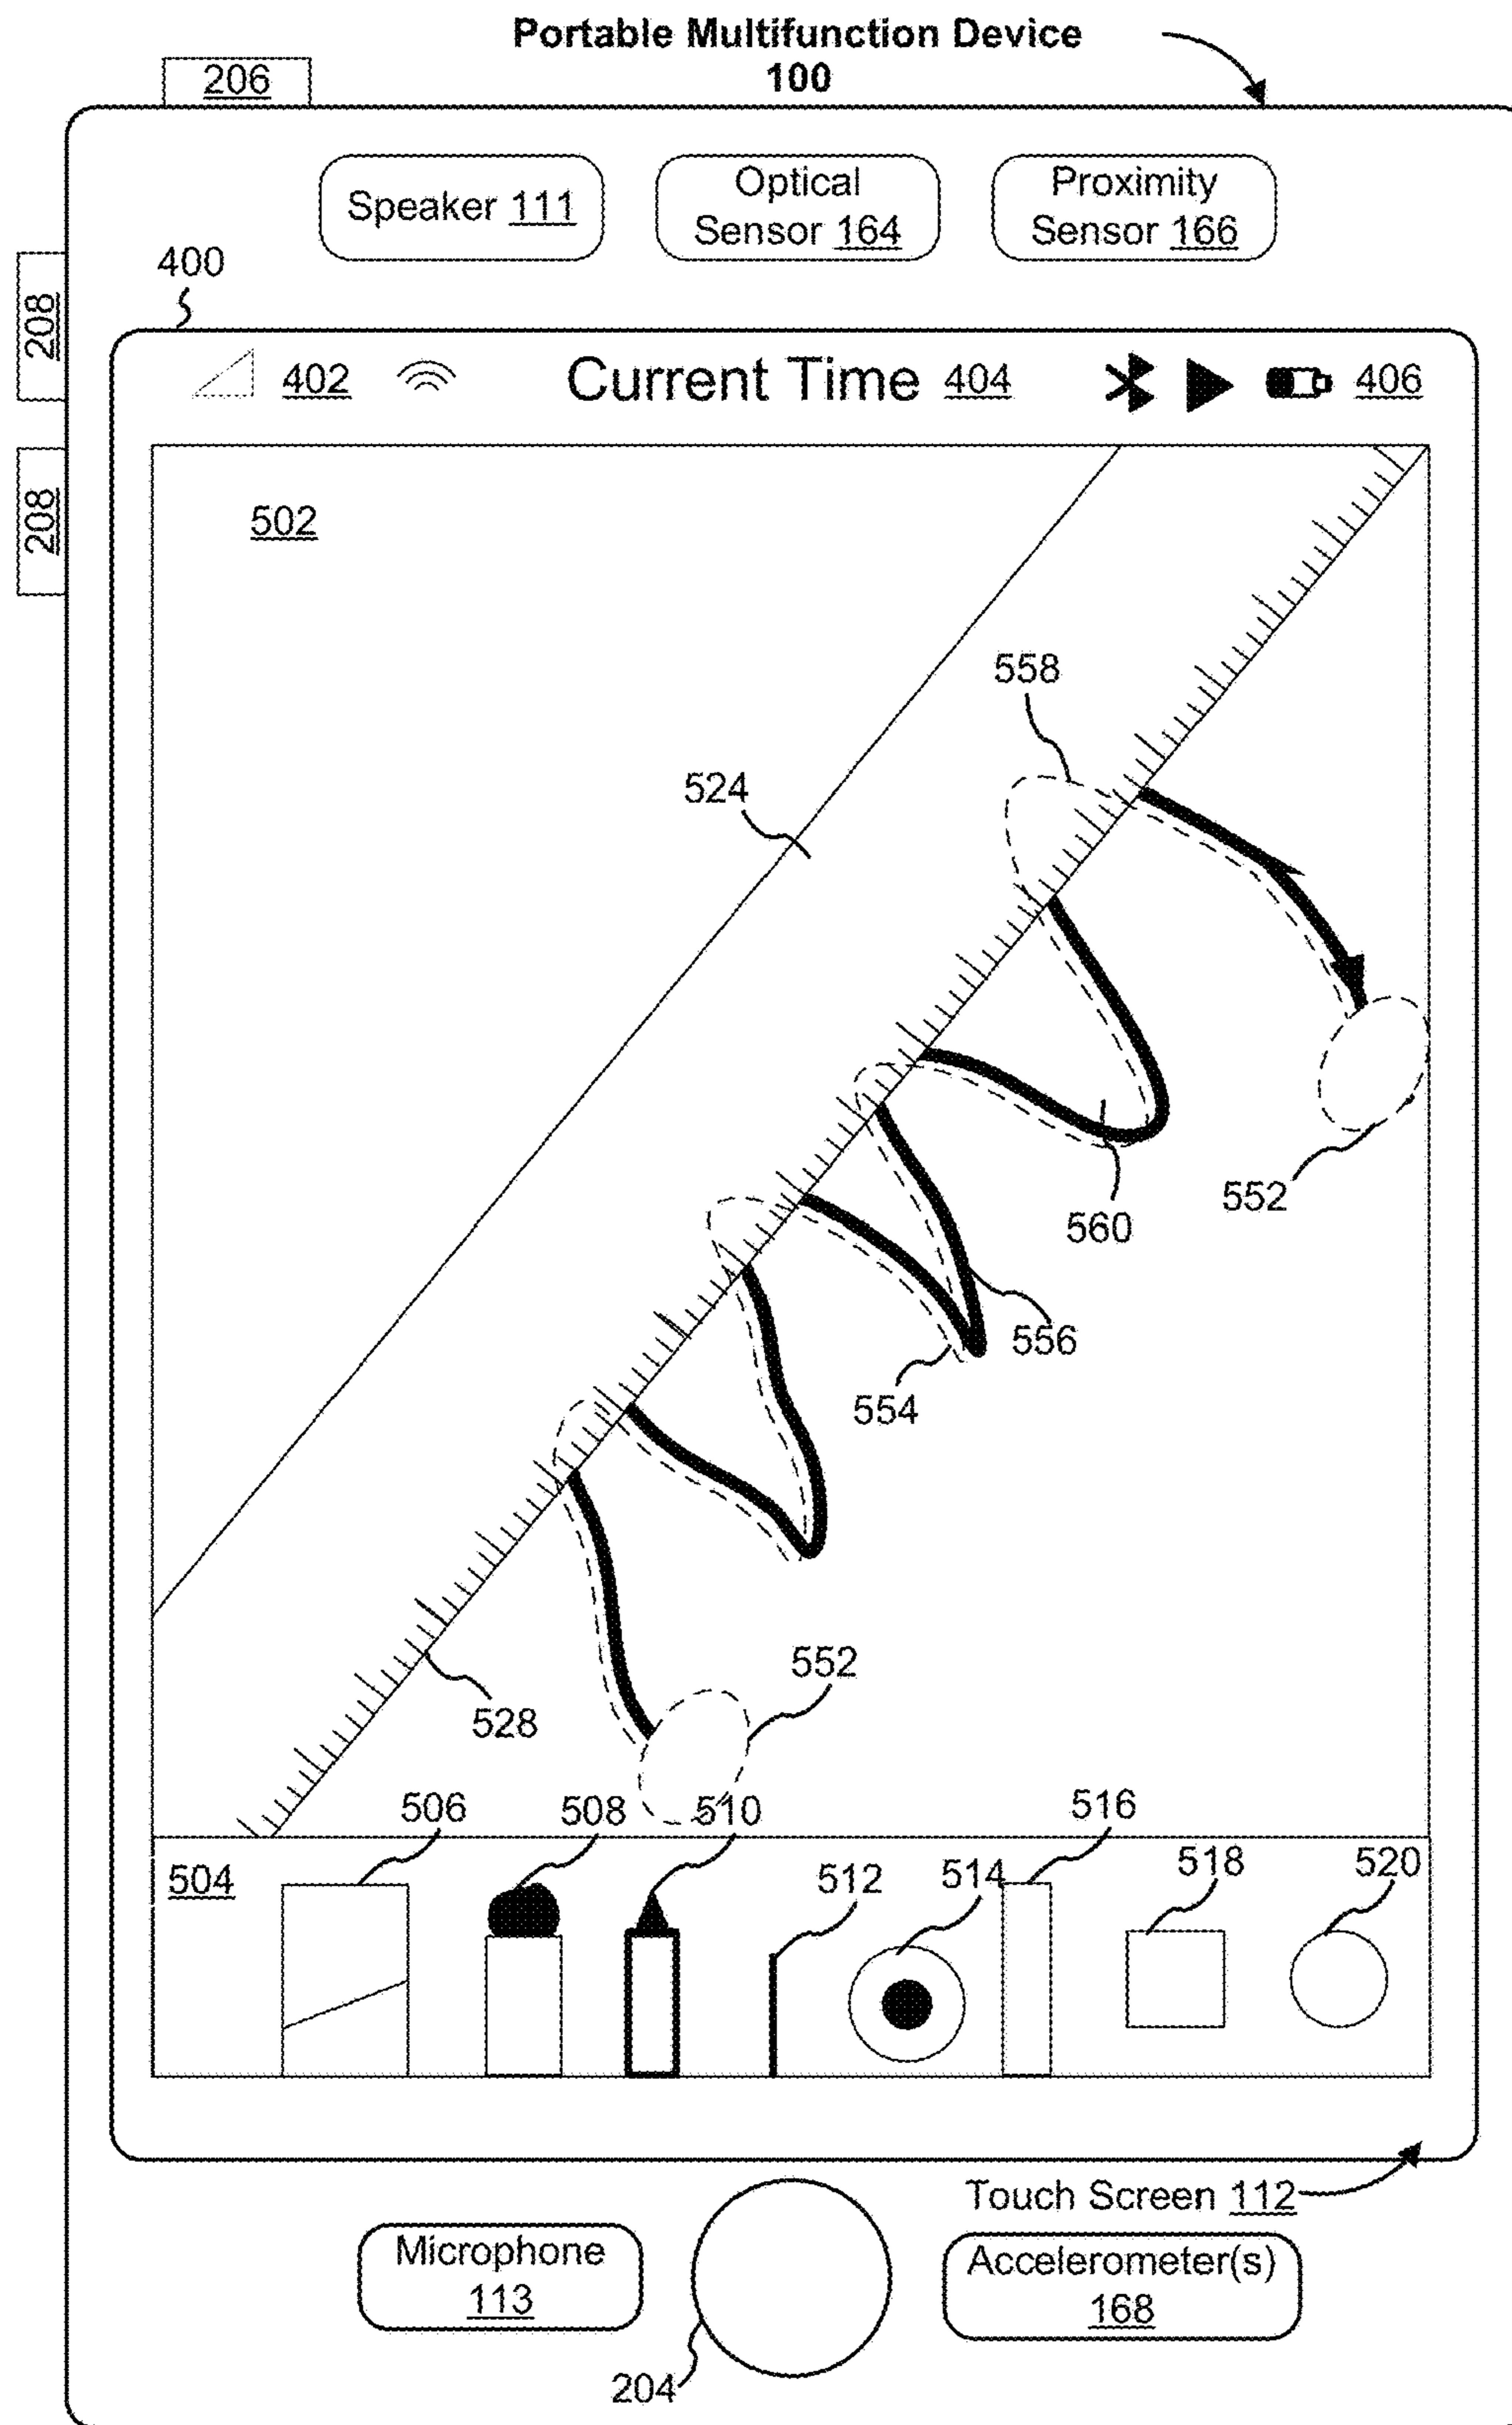 Portable Multifunction Device
100
206
Speaker 111
Optical
Sensor 164
Proximity
Sensor 166
208
400
402
Current Time 404
406
208
502
558
524
552
560
556
554
552
528
506
508
510
516
504
512
514
518
520
Touch Screen 112
Microphone
113
Accelerometer(s)
168
204